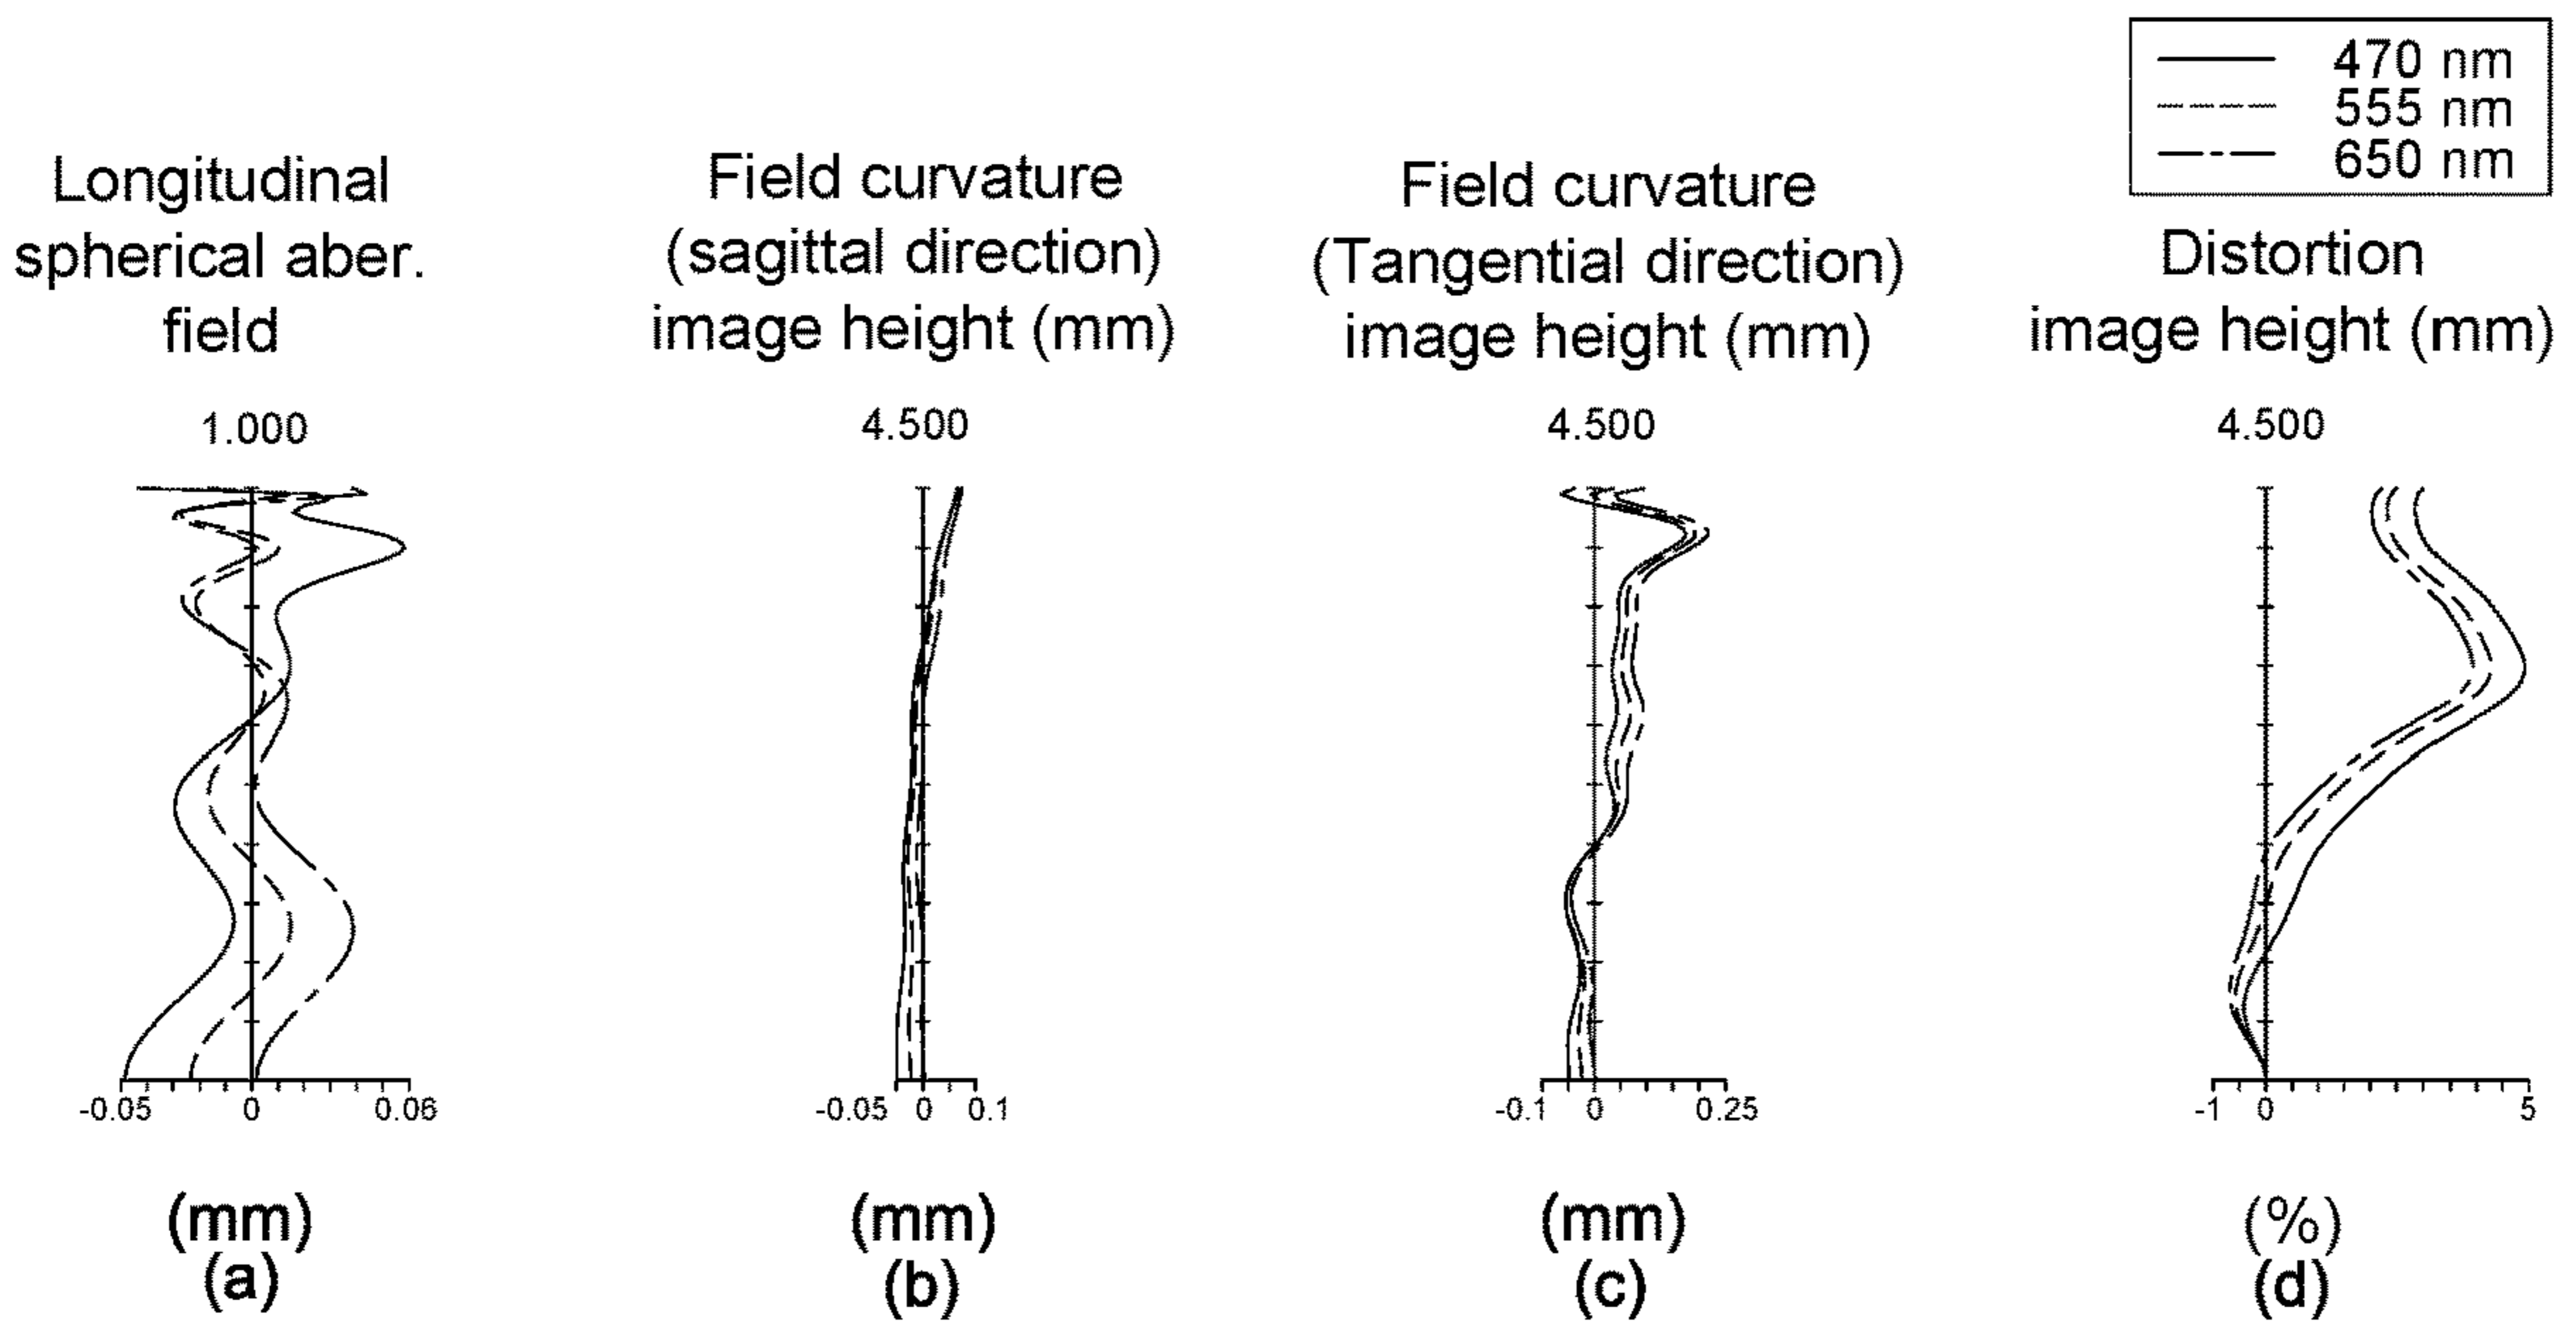 470 nm
555 nm
650 nm
Longitudinal
spherical aber.
field
1.000
-0.05 0 0.06
(mm)
(a)
Field curvature
(sagittal direction)
image height (mm)
4.500
-0.05 0 0.1
(mm)
(b)
Field curvature
(Tangential direction)
image height (mm)
4.500
-0.1 0 0.25
(mm)
(c)
Distortion
image height (mm)
4.500
-1 0 5
(%)
(d)